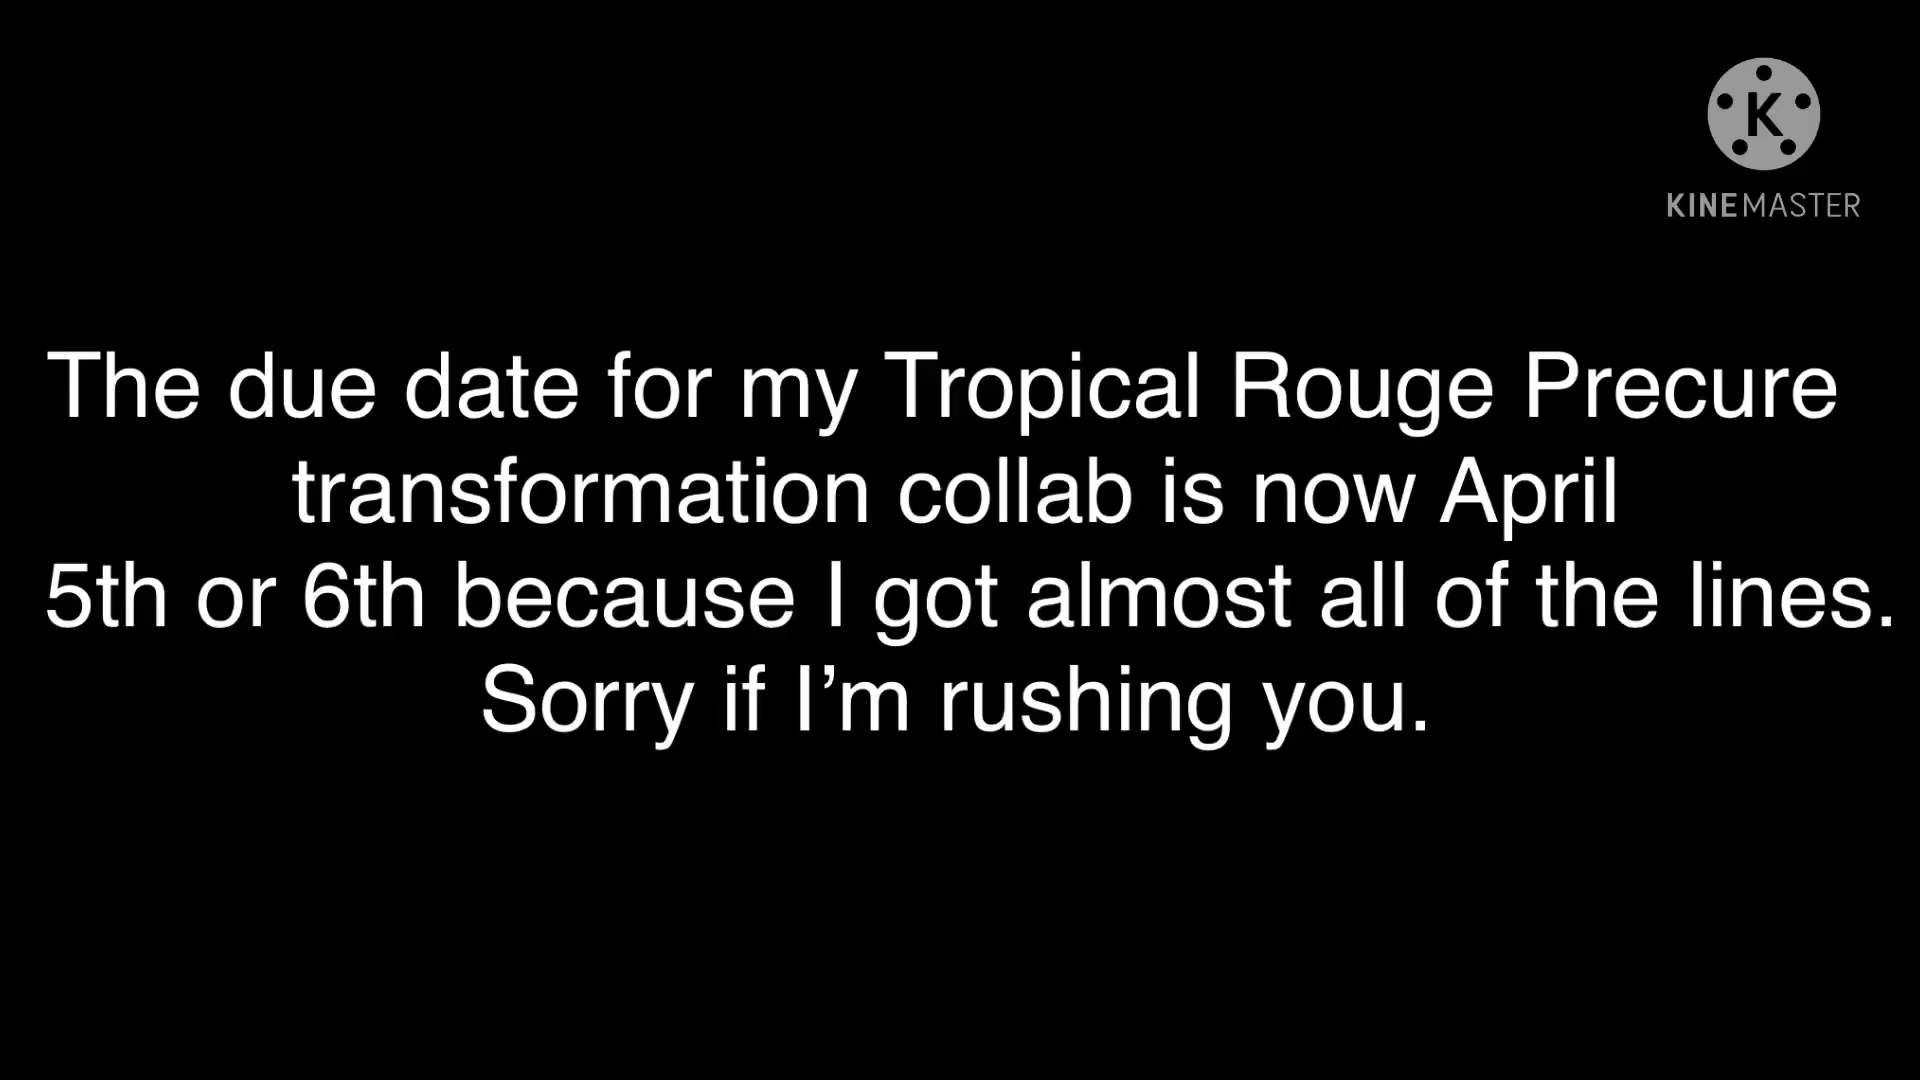 K
KINEMASTER
The due date for my Tropical Rouge Precure
transformation collab is now April
5th or 6th because I got almost all of the lines.
Sorry if I’m rushing you.